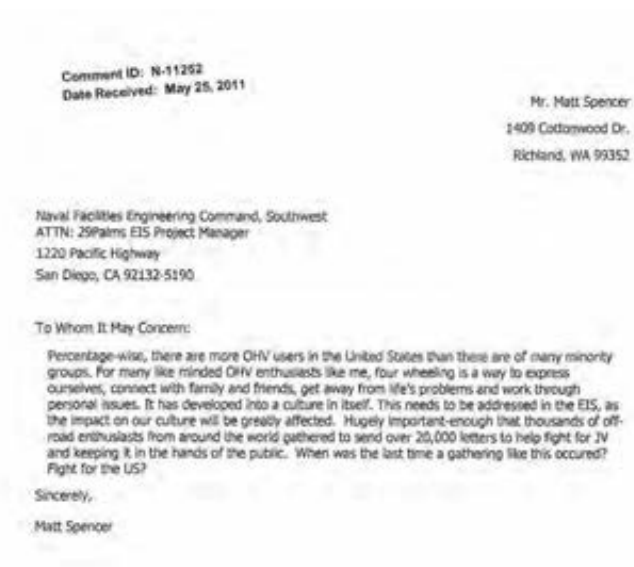 Comment ID: N-11252
Date Received: May 25, 2011
Mr. Matt Spencer
1409 Cottonwood Dr.
Richland, WA 99352
Naval Facilities Engineering Command, Southwest
ATTN: 29Palms EIS Project Manager
1220 Pacific Highway
San Diego, CA 92132-5190
To Whom It May Concern:
Percentage-wise, there are more OHV users in the United States than there are of many minority
groups. For many like minded OHV enthusiasts like me, four wheeling is a way to express
ourselves, connect with family and friends, get away from life's problems and work through
personal issues. It has developed into a culture in itself. This needs to be addressed in the EIS, as
the impact on our culture will be greatly affected. Hugely important-enough that thousands of off-
road enthusiasts from around the world gathered to send over 20,000 letters to help fight for JV
and keeping it in the hands of the public. When was the last time a gathering like this occured?
Fight for the US?
Sincerely,
Matt Spencer